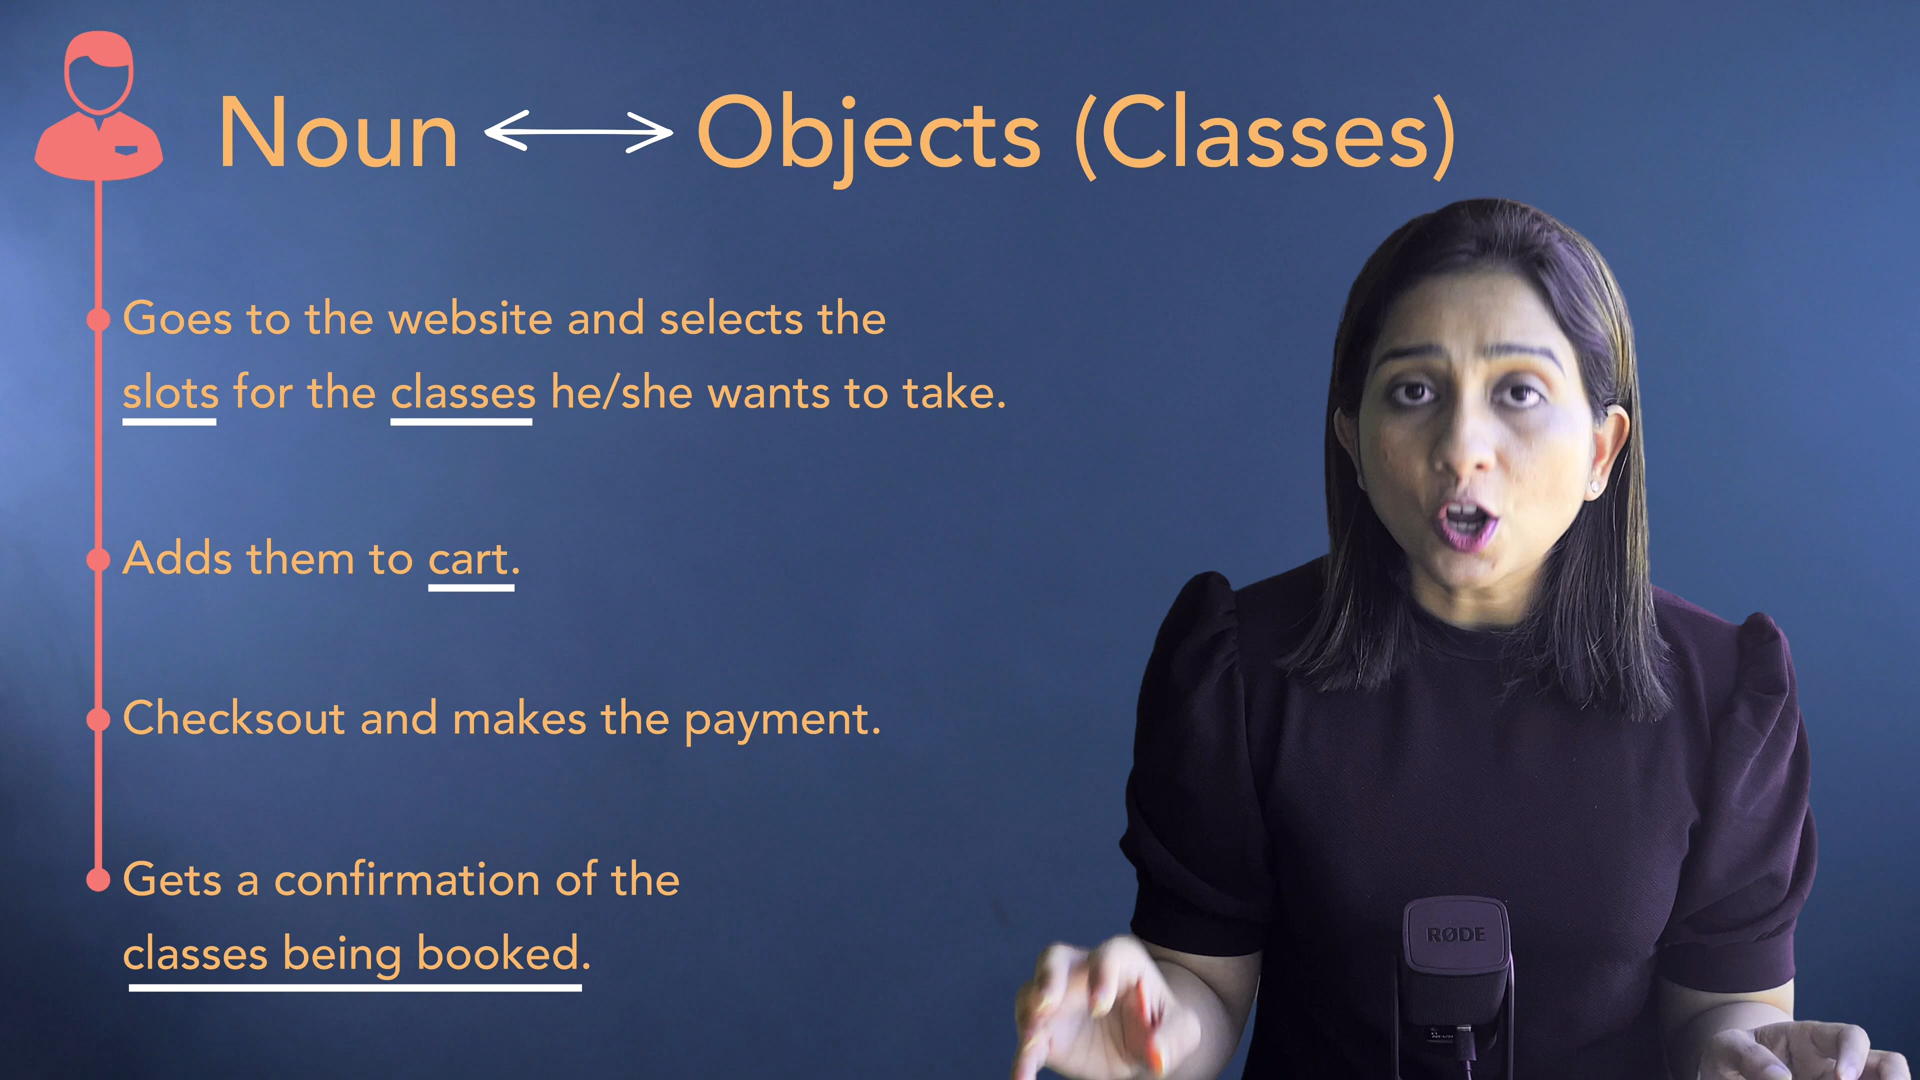 Noun ⟷ Objects (Classes)
Goes to the website and selects the
slots for the classes he/she wants to take.
Adds them to cart.
Checksout and makes the payment.
Gets a confirmation of the
classes being booked.
RØDE